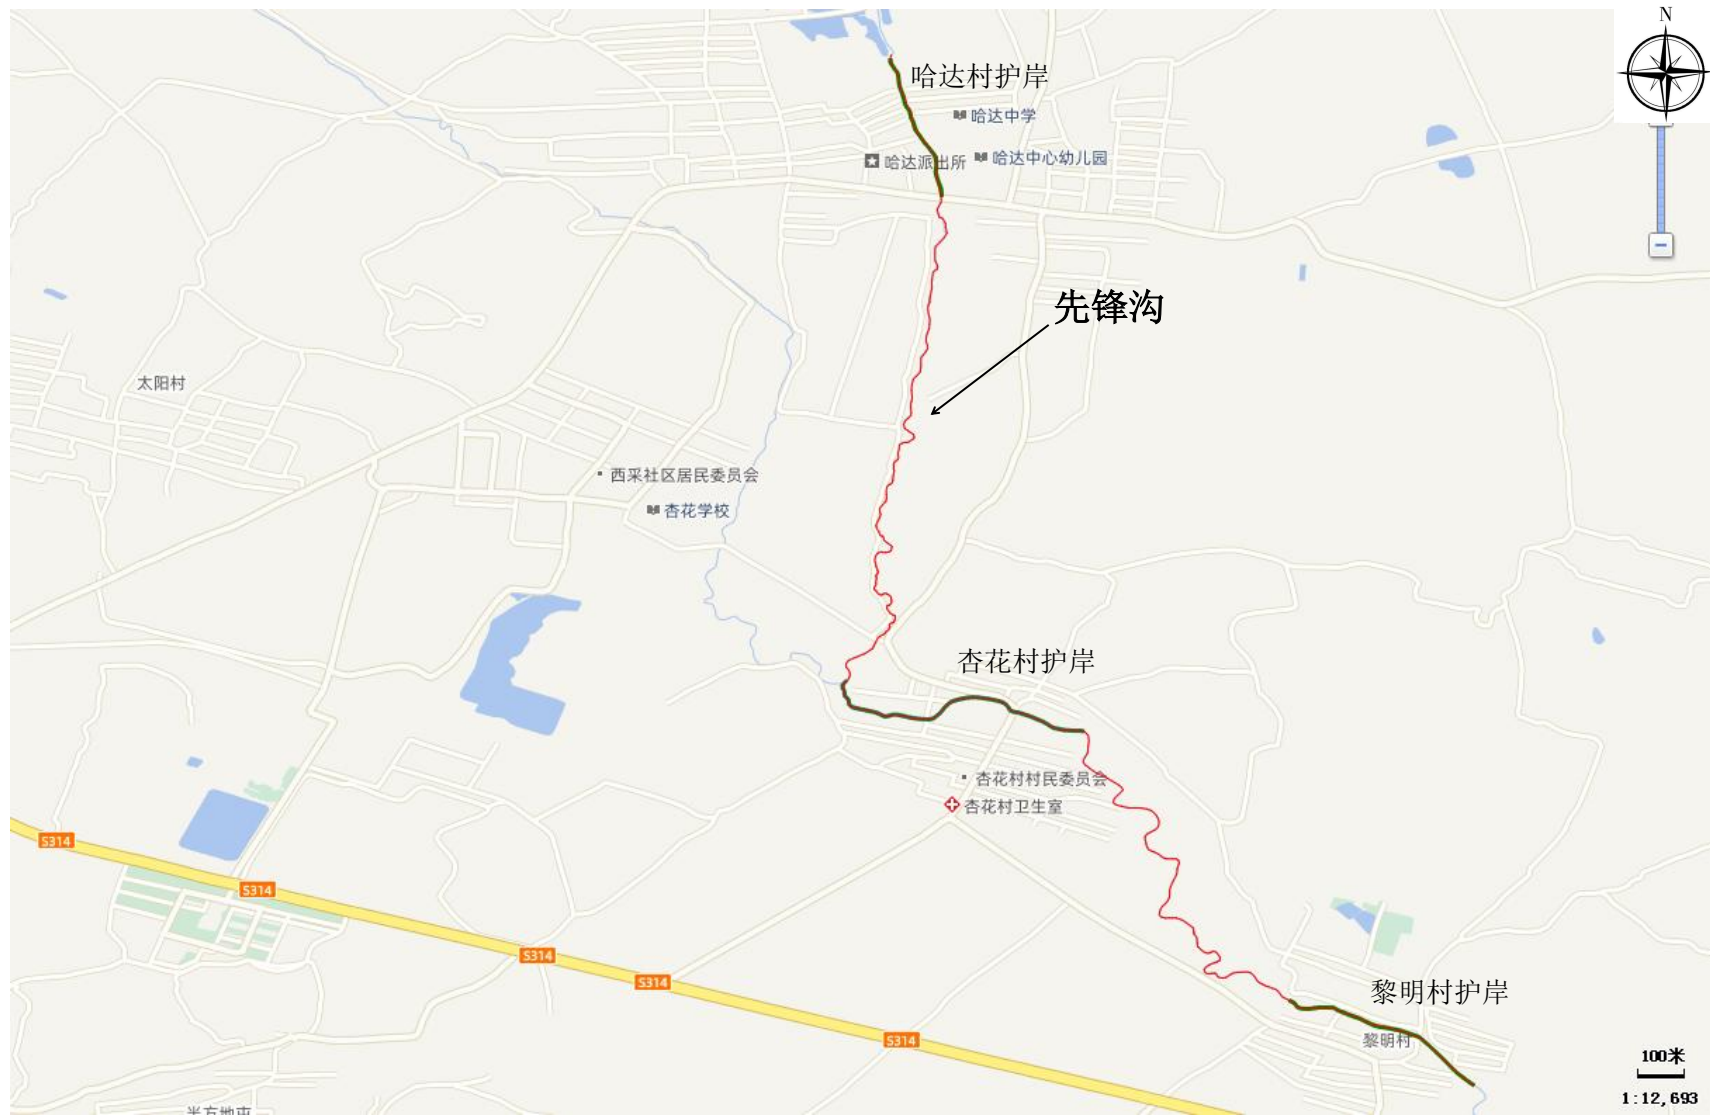 N
哈达村护岸
哈达中学
哈达派出所
哈达中心幼儿园
先锋沟
太阳村
西采社区居民委员会
杏花学校
杏花村护岸
杏花村村民委员会
杏花村卫生室
S314
S314
S314
S314
S314
黎明村护岸
黎明村
100米
1:12,693
半方地屯